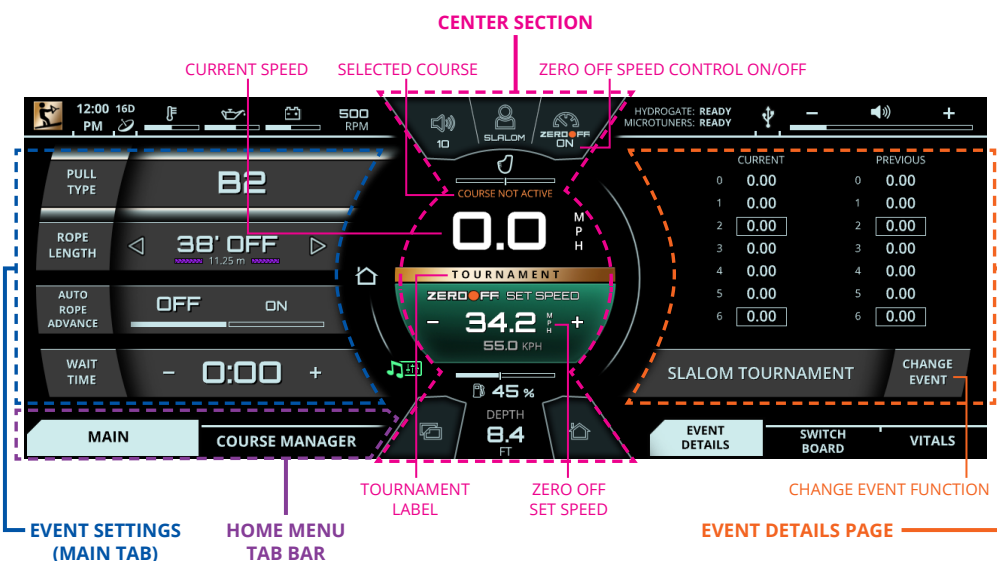 CENTER SECTION
CURRENT SPEED
SELECTED COURSE
ZERO OFF SPEED CONTROL ON/OFF
12:00 PM
16D
500
RPM
10
SLALOM
ZEROOFF
ON
HYDROGATE: READY
MICROTUNERS: READY
−
+
PULL
TYPE
B2
ROPE
LENGTH
38' OFF
11.25 m
AUTO
ROPE
ADVANCE
OFF
ON
WAIT
TIME
−
0:00
+
COURSE NOT ACTIVE
0.0
MPH
TOURNAMENT
ZEROOFF SET SPEED
−
34.2
MPH
+
55.0 KPH
45 %
DEPTH
8.4
FT
CURRENT
PREVIOUS
0 0.00 0 0.00
1 0.00 1 0.00
2 0.00 2 0.00
3 0.00 3 0.00
4 0.00 4 0.00
5 0.00 5 0.00
6 0.00 6 0.00
SLALOM TOURNAMENT
CHANGE
EVENT
MAIN
COURSE MANAGER
EVENT
DETAILS
SWITCH
BOARD
VITALS
TOURNAMENT
LABEL
ZERO OFF
SET SPEED
CHANGE EVENT FUNCTION
EVENT SETTINGS
(MAIN TAB)
HOME MENU
TAB BAR
EVENT DETAILS PAGE